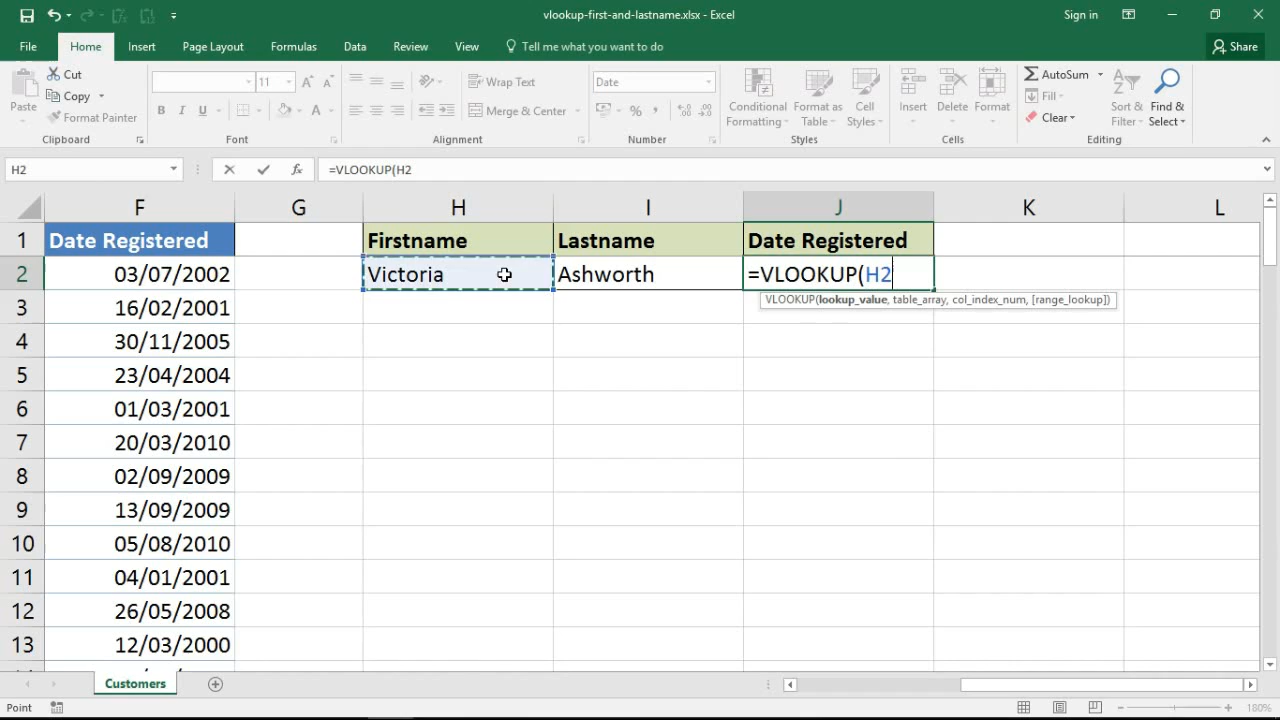 vlookup-first-and-lastname.xlsx - Excel
Sign in
File Home Insert Page Layout Formulas Data Review View Tell me what you want to do Share
Paste
Cut
Copy
Format Painter
Clipboard
11
A A
B I U A
Font
Wrap Text
Merge & Center
Alignment
Date
%
Number
Conditional Formatting
Format as Table
Cell Styles
Styles
Insert
Delete
Format
Cells
AutoSum
Fill
Clear
Sort & Filter
Find & Select
Editing
H2 fx =VLOOKUP(H2
F G H I J K L
1 Date Registered Firstname Lastname Date Registered
2 03/07/2002 Victoria Ashworth =VLOOKUP(H2
VLOOKUP(lookup_value, table_array, col_index_num, [range_lookup])
3 16/02/2001
4 30/11/2005
5 23/04/2004
6 01/03/2001
7 20/03/2010
8 02/09/2009
9 13/09/2009
10 05/08/2010
11 04/01/2001
12 26/05/2008
13 12/03/2000
Customers
Point
180%